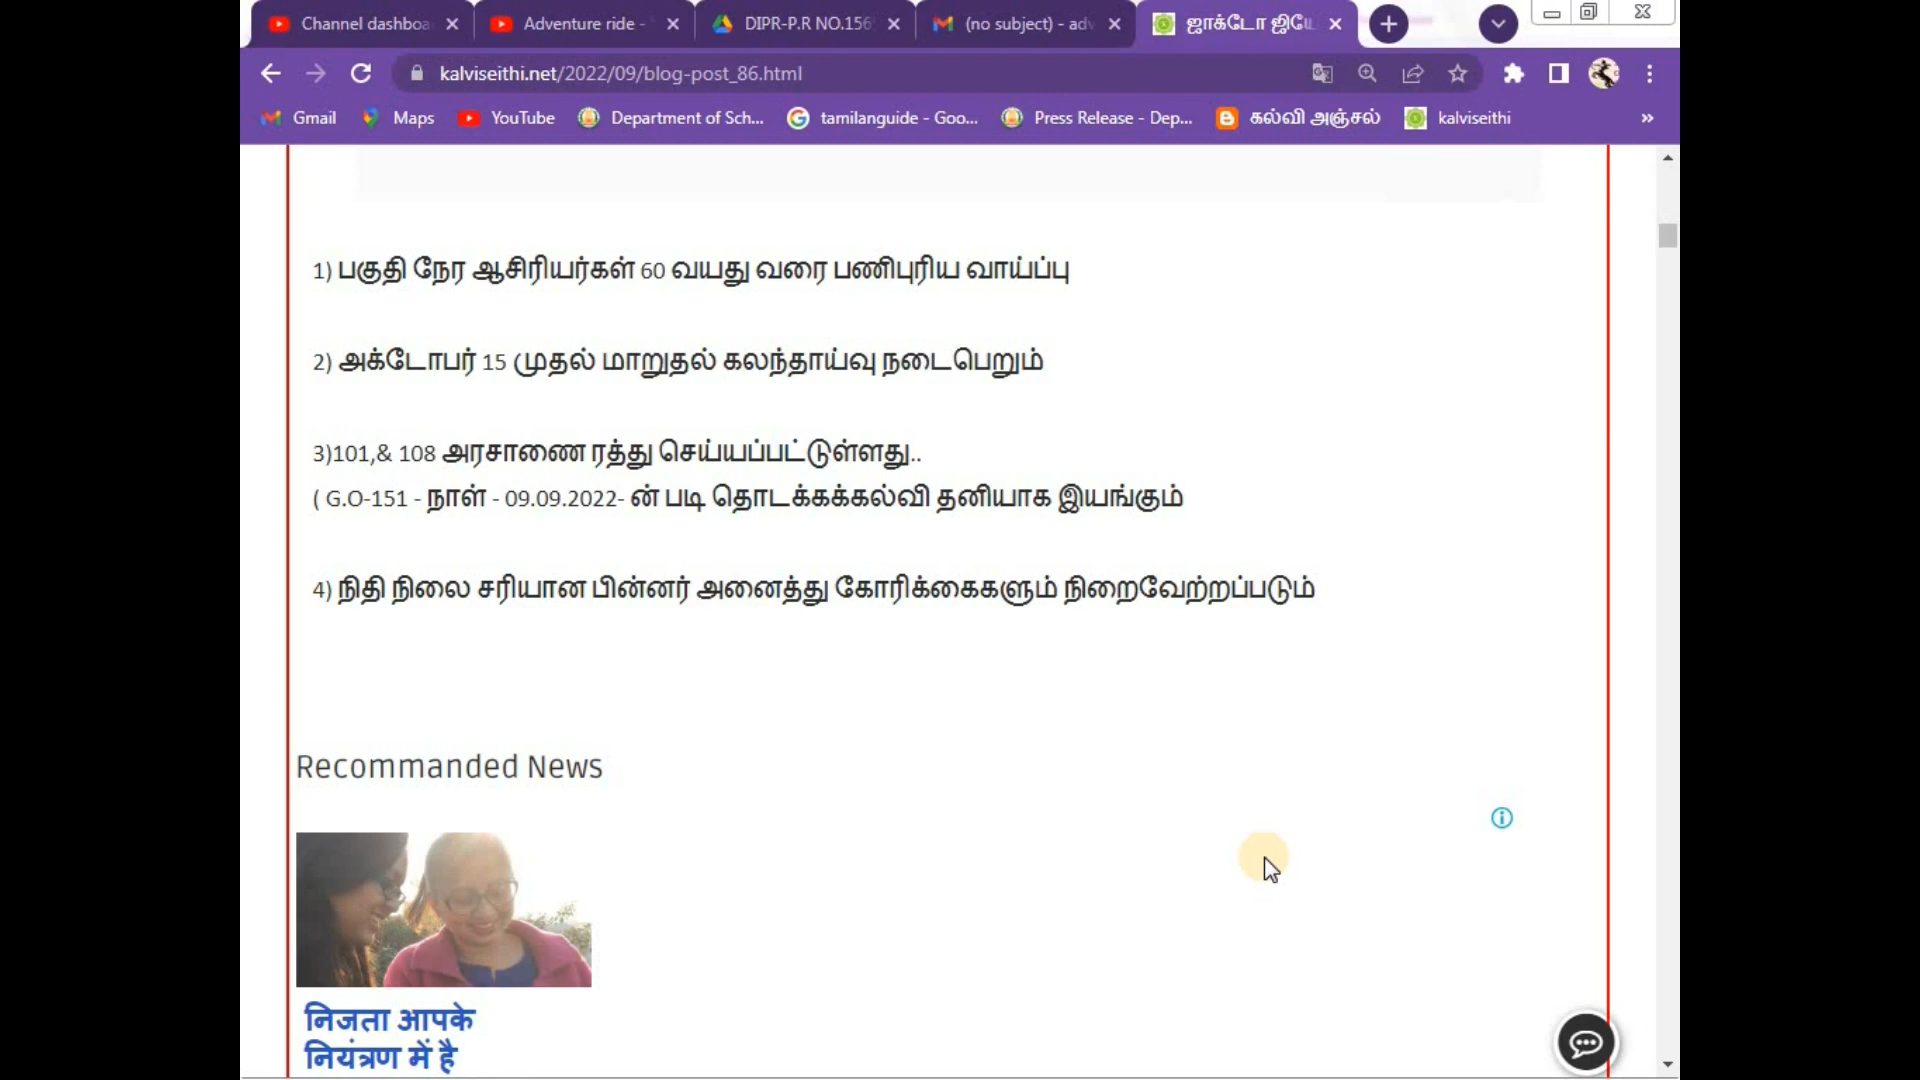 Channel dashboa
Adventure ride -
DIPR-P.R NO.156
(no subject) - adv
ஜாக்டோ ஜியோ
kalviseithi.net/2022/09/blog-post_86.html
Gmail
Maps
YouTube
Department of Sch...
tamilanguide - Goo...
Press Release - Dep...
கல்வி அஞ்சல்
kalviseithi
1) பகுதி நேர ஆசிரியர்கள் 60 வயது வரை பணிபுரிய வாய்ப்பு
2) அக்டோபர் 15 முதல் மாறுதல் கலந்தாய்வு நடைபெறும்
3)101,& 108 அரசாணை ரத்து செய்யப்பட்டுள்ளது..
( G.O-151 - நாள் - 09.09.2022- ன் படி தொடக்கக்கல்வி தனியாக இயங்கும்
4) நிதி நிலை சரியான பின்னர் அனைத்து கோரிக்கைகளும் நிறைவேற்றப்படும்
Recommanded News
निजता आपके
नियंत्रण में है